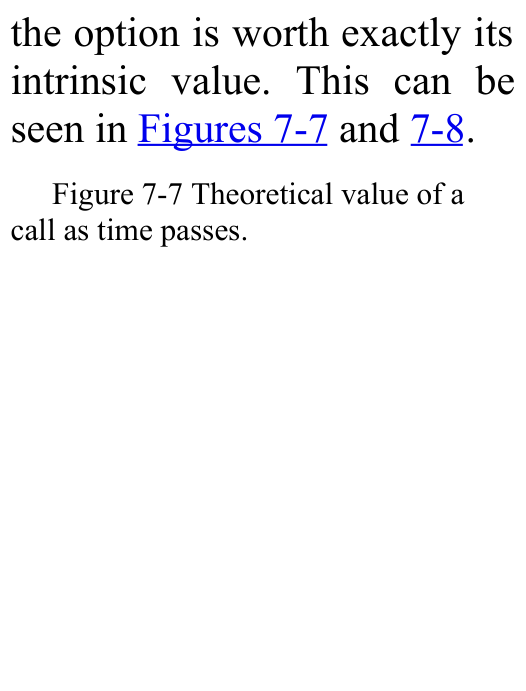 the option is worth exactly its
intrinsic value. This can be
seen in Figures 7-7 and 7-8.
Figure 7-7 Theoretical value of a
call as time passes.